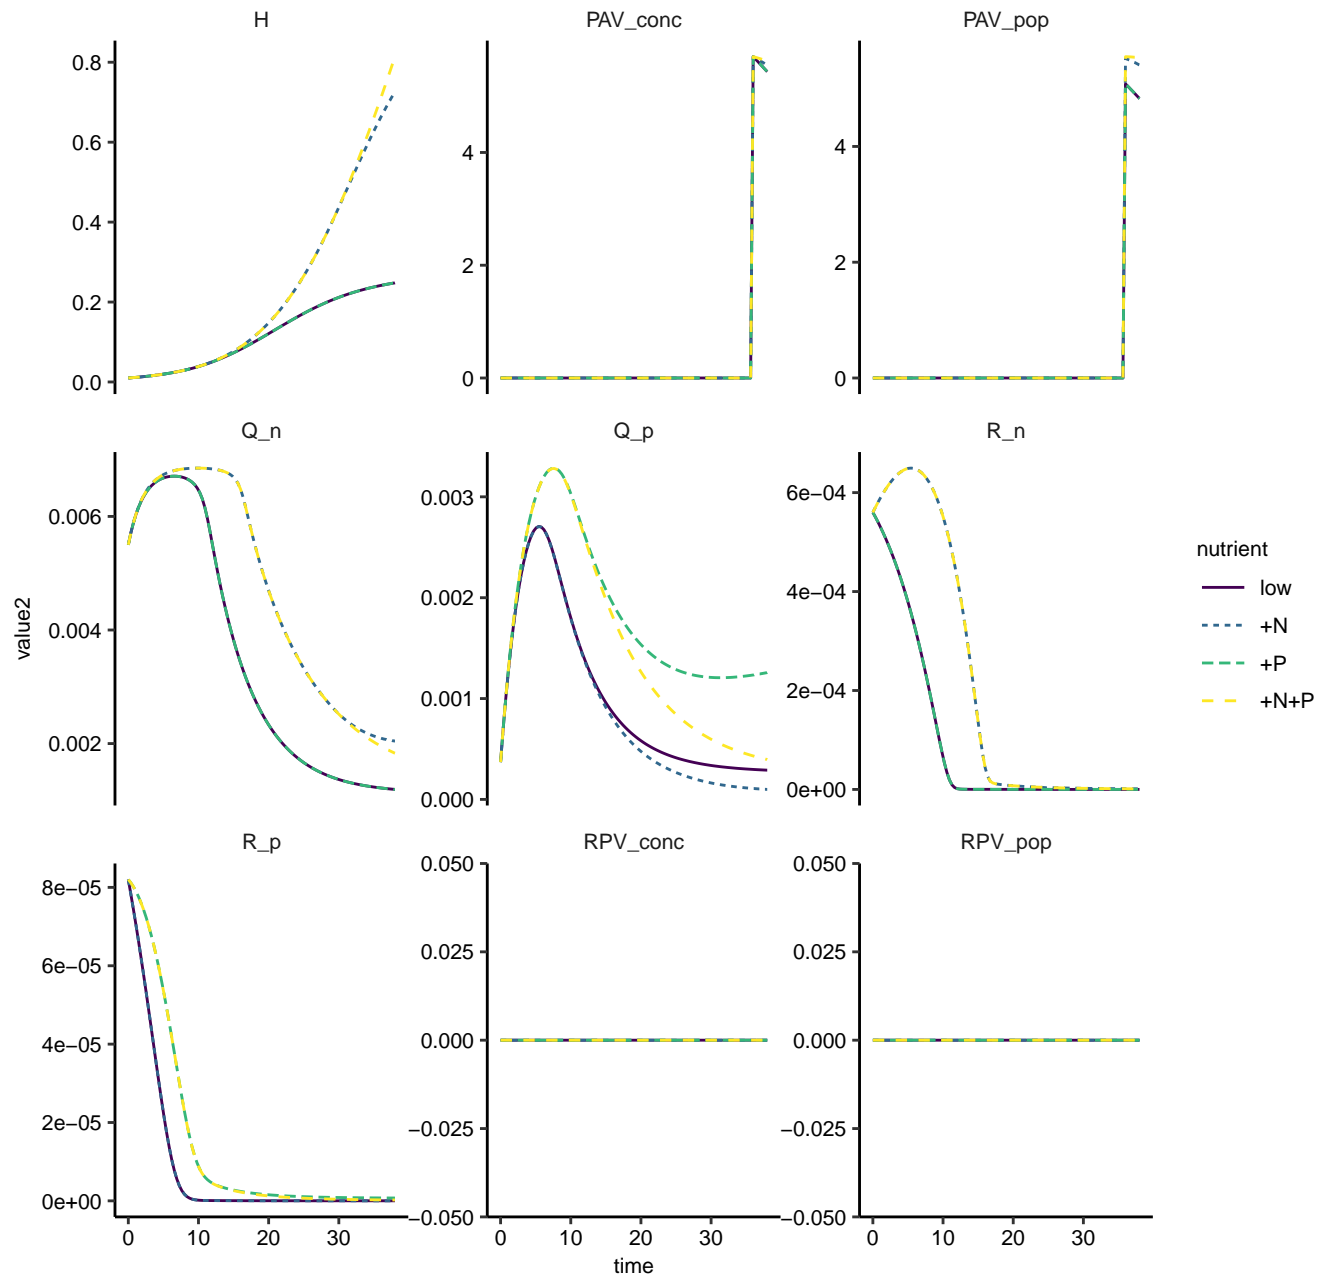 H
PAV_conc
PAV_pop
0.8
0.6
0.4
0.2
0.0
4
2
0
4
2
0
Q_n
Q_p
R_n
0.006
0.004
0.002
0.003
0.002
0.001
0.000
6e−04
4e−04
2e−04
0e+00
value2
nutrient
low
+N
+P
+N+P
R_p
RPV_conc
RPV_pop
8e−05
6e−05
4e−05
2e−05
0e+00
0.050
0.025
0.000
−0.025
−0.050
0.050
0.025
0.000
−0.025
−0.050
0 10 20 30
0 10 20 30
0 10 20 30
time